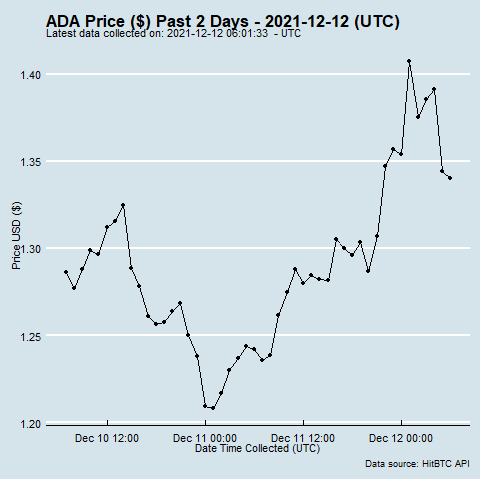 ADA Price ($) Past 2 Days - 2021-12-12 (UTC)
Latest data collected on: 2021-12-12 06:01:33 - UTC
1.40
1.35
1.30
1.25
1.20
Price USD ($)
Dec 10 12:00 Dec 11 00:00 Dec 11 12:00 Dec 12 00:00
Date Time Collected (UTC)
Data source: HitBTC API